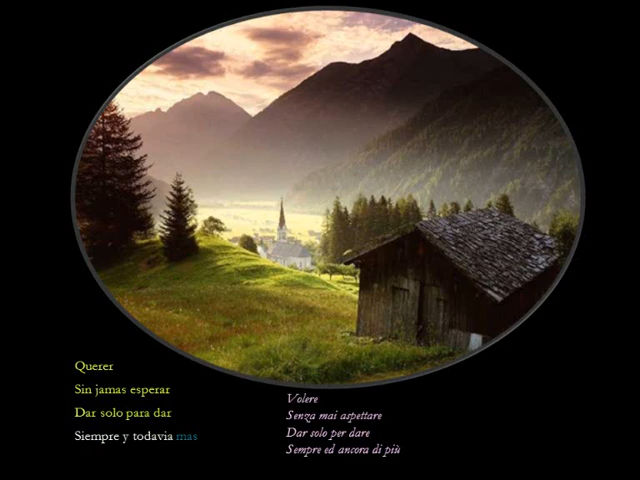 Querer
Sin jamas esperar
Dar solo para dar
Siempre y todavia mas
Volere
Senza mai aspettare
Dar solo per dare
Sempre ed ancora di più